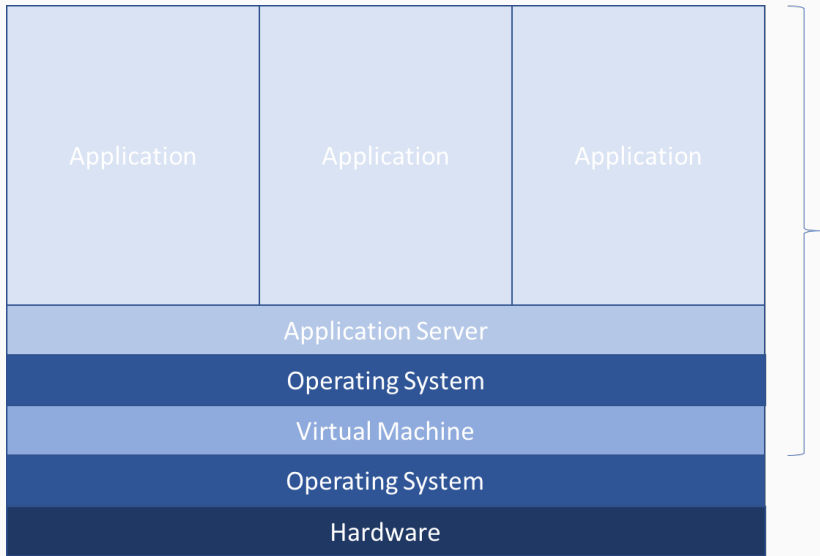 Application Application Application
Application Server
Operating System
Virtual Machine
Operating System
Hardware